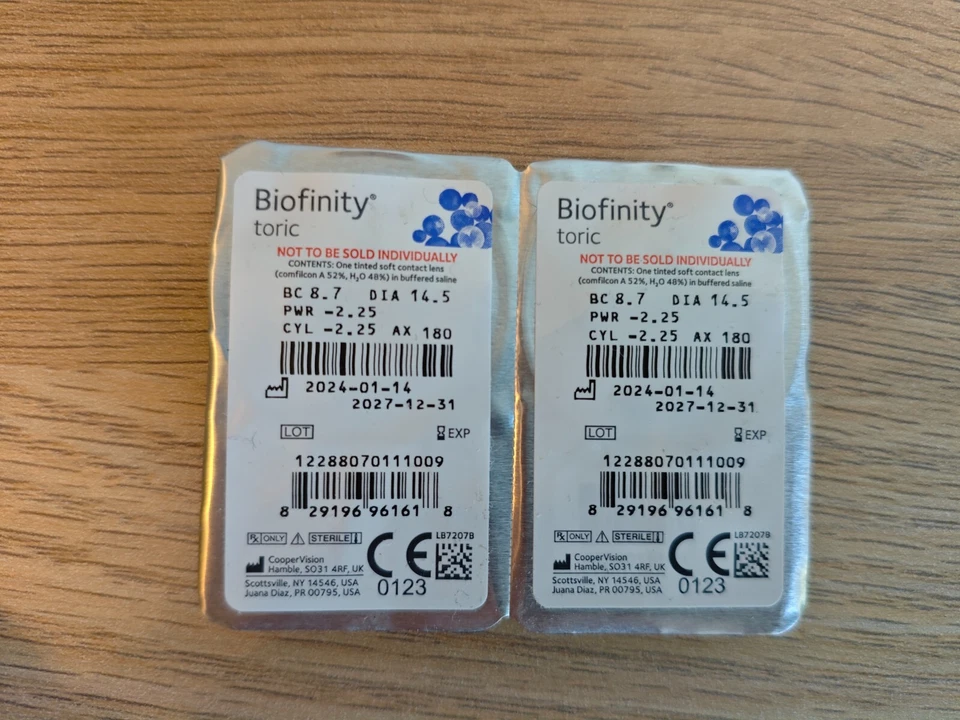 Biofinity®
toric
NOT TO BE SOLD INDIVIDUALLY
CONTENTS: One tinted soft contact lens
(comfilcon A 52%, H₂O 48%) in buffered saline
BC 8.7 DIA 14.5
PWR -2.25
CYL -2.25 AX 180
2024-01-14
2027-12-31
LOT EXP
12288070111009
8 29196 96161 8
Rx ONLY STERILE LB7207B
CooperVision
Hamble, SO31 4RF, UK
Scottsville, NY 14546, USA
Juana Diaz, PR 00795, USA
CE 0123
Biofinity®
toric
NOT TO BE SOLD INDIVIDUALLY
CONTENTS: One tinted soft contact lens
(comfilcon A 52%, H₂O 48%) in buffered saline
BC 8.7 DIA 14.5
PWR -2.25
CYL -2.25 AX 180
2024-01-14
2027-12-31
LOT EXP
12288070111009
8 29196 96161 8
Rx ONLY STERILE LB7207B
CooperVision
Hamble, SO31 4RF, UK
Scottsville, NY 14546, USA
Juana Diaz, PR 00795, USA
CE 0123